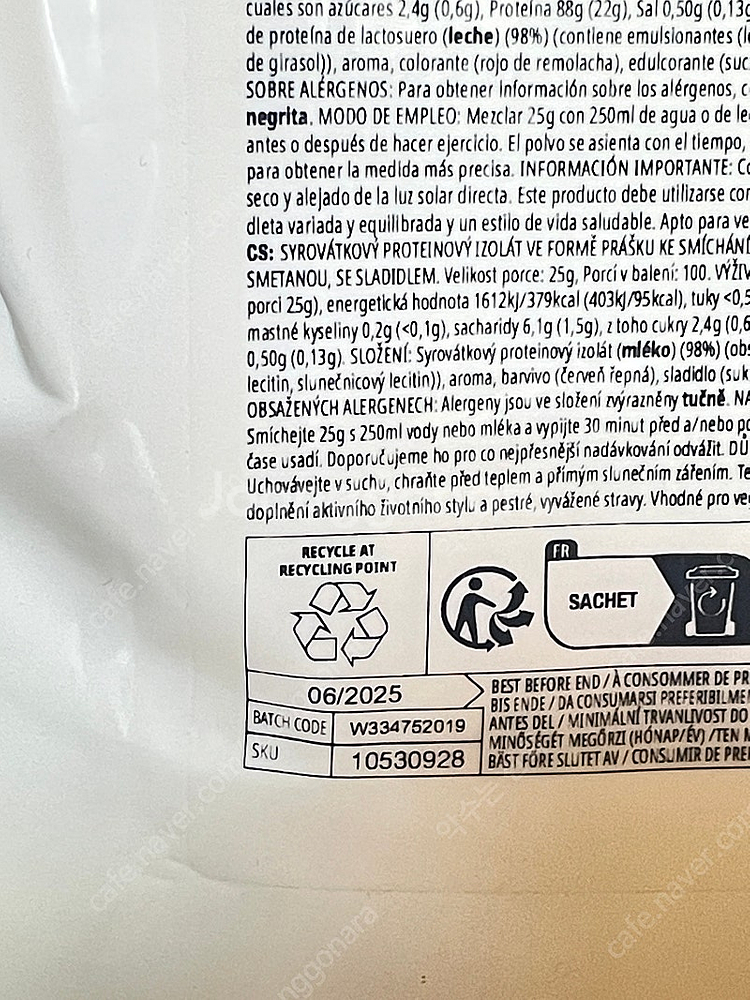 cuales son azúcares 2,4g (0,6g), Proteína 88g (22g), Sal 0,50g (0,13g
de proteína de lactosuero (leche) (98%) (contiene emulsionantes (l
de girasol)), aroma, colorante (rojo de remolacha), edulcorante (suc
SOBRE ALÉRGENOS: Para obtener información sobre los alérgenos, c
negrita. MODO DE EMPLEO: Mezclar 25g con 250ml de agua o de le
antes o después de hacer ejercicio. El polvo se asienta con el tiempo,
para obtener la medida más precisa. INFORMACIÓN IMPORTANTE: Co
seco y alejado de la luz solar directa. Este producto debe utilizarse con
dieta variada y equilibrada y un estilo de vida saludable. Apto para ve
CS: SYROVÁTKOVÝ PROTEINOVÝ IZOLÁT VE FORMĚ PRÁŠKU KE SMÍCHÁNÍ
SMETANOU, SE SLADIDLEM. Velikost porce: 25g, Porcí v balení: 100. VÝŽIV
porci 25g), energetická hodnota 1612kJ/379kcal (403kJ/95kcal), tuky <0,5
mastné kyseliny 0,2g (<0,1g), sacharidy 6,1g (1,5g), z toho cukry 2,4g (0,6
0,50g (0,13g). SLOŽENÍ: Syrovátkový proteinový izolát (mléko) (98%) (obs
lecitin, slunečnicový lecitin)), aroma, barvivo (červeň řepná), sladidlo (suk
OBSAŽENÝCH ALERGENECH: Alergeny jsou ve složení zvýrazněny tučně. NÁ
Smíchejte 25g s 250ml vody nebo mléka a vypijte 30 minut před a/nebo po
čase usadí. Doporučujeme ho pro co nejpřesnější nadávkování odvážit. DŮ
Uchovávejte v suchu, chraňte před teplem a přímým slunečním zářením. Te
doplnění aktivního životního stylu a pestré, vyvážené stravy. Vhodné pro ve
RECYCLE AT
RECYCLING POINT
FR
SACHET
06/2025
BATCH CODE W334752019
SKU 10530928
BEST BEFORE END / À CONSOMMER DE PR
BIS ENDE / DA CONSUMARSI PREFERIBILME
ANTES DEL / MINIMÁLNÍ TRVANLIVOST DO
MINŐSÉGÉT MEGŐRZI (HÓNAP/ÉV) /TEN M
BÄST FÖRE SLUTET AV / CONSUMIR DE PREF
cafe.naver.com
cafe.naver.com